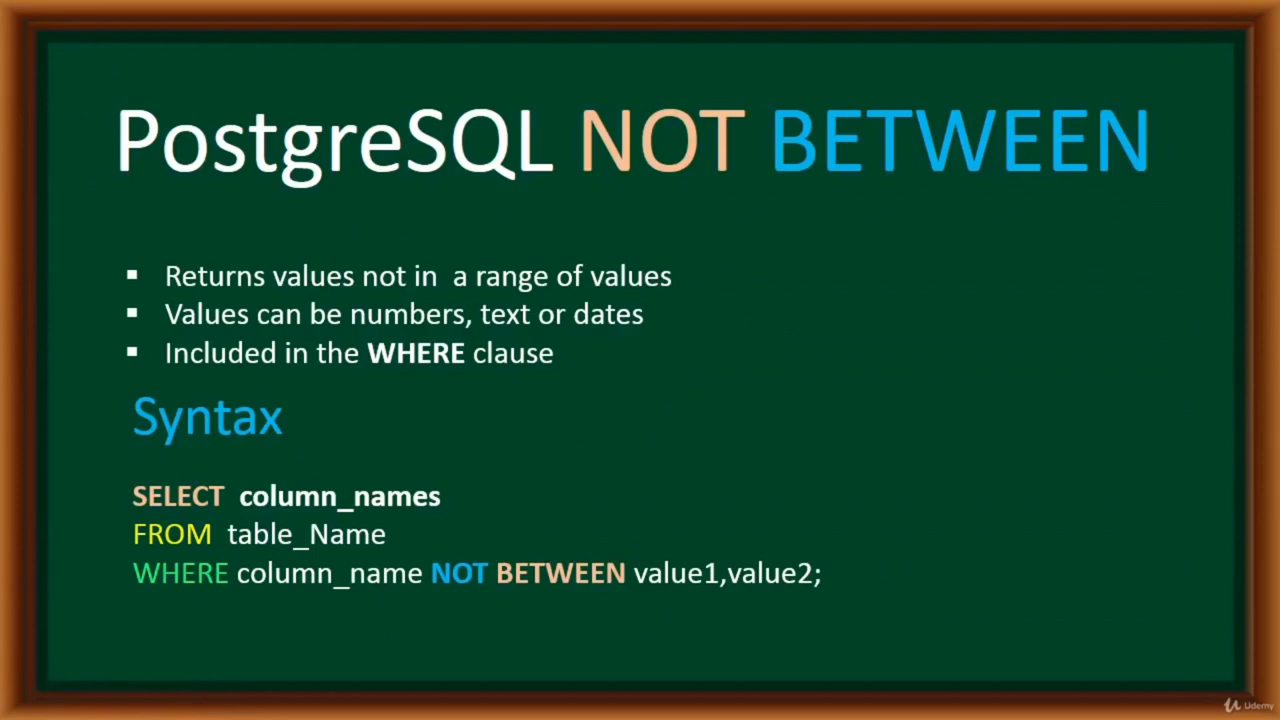 PostgreSQL NOT BETWEEN
▪ Returns values not in a range of values
▪ Values can be numbers, text or dates
▪ Included in the WHERE clause
Syntax
SELECT column_names
FROM table_Name
WHERE column_name NOT BETWEEN value1,value2;
Udemy